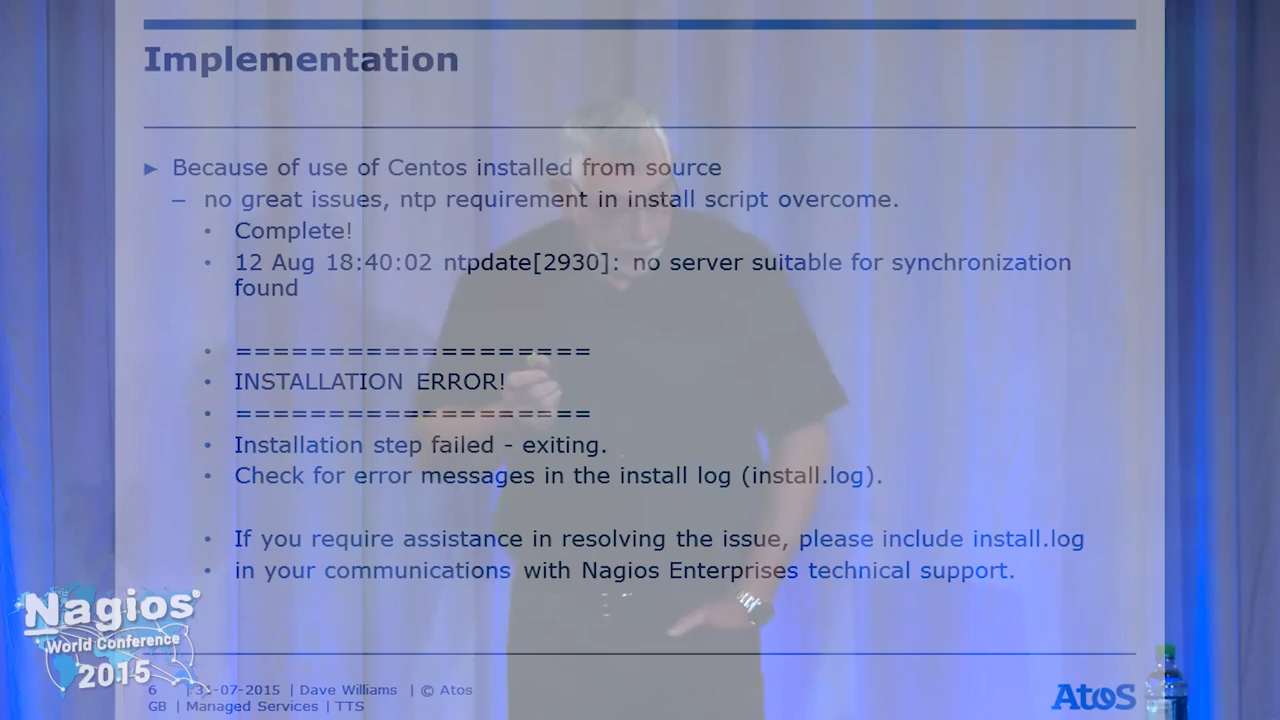 Implementation
Because of use of Centos installed from source
no great issues, ntp requirement in install script overcome.
Complete!
12 Aug 18:40:02 ntpdate[2930]: no server suitable for synchronization
found
===================
INSTALLATION ERROR!
===================
Installation step failed - exiting.
Check for error messages in the install log (install.log).
If you require assistance in resolving the issue, please include install.log
in your communications with Nagios Enterprises technical support.
Nagios®
World Conference
2015
6 | 31-07-2015 | Dave Williams | © Atos
GB | Managed Services | TTS
Atos